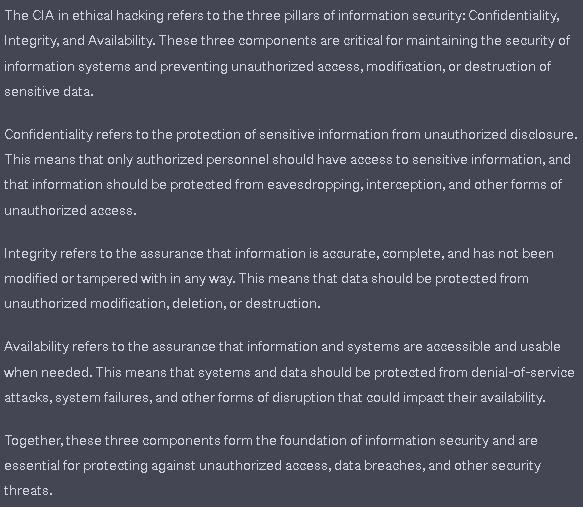 The CIA in ethical hacking refers to the three pillars of information security: Confidentiality,
Integrity, and Availability. These three components are critical for maintaining the security of
information systems and preventing unauthorized access, modification, or destruction of
sensitive data.
Confidentiality refers to the protection of sensitive information from unauthorized disclosure.
This means that only authorized personnel should have access to sensitive information, and
that information should be protected from eavesdropping, interception, and other forms of
unauthorized access.
Integrity refers to the assurance that information is accurate, complete, and has not been
modified or tampered with in any way. This means that data should be protected from
unauthorized modification, deletion, or destruction.
Availability refers to the assurance that information and systems are accessible and usable
when needed. This means that systems and data should be protected from denial-of-service
attacks, system failures, and other forms of disruption that could impact their availability.
Together, these three components form the foundation of information security and are
essential for protecting against unauthorized access, data breaches, and other security
threats.